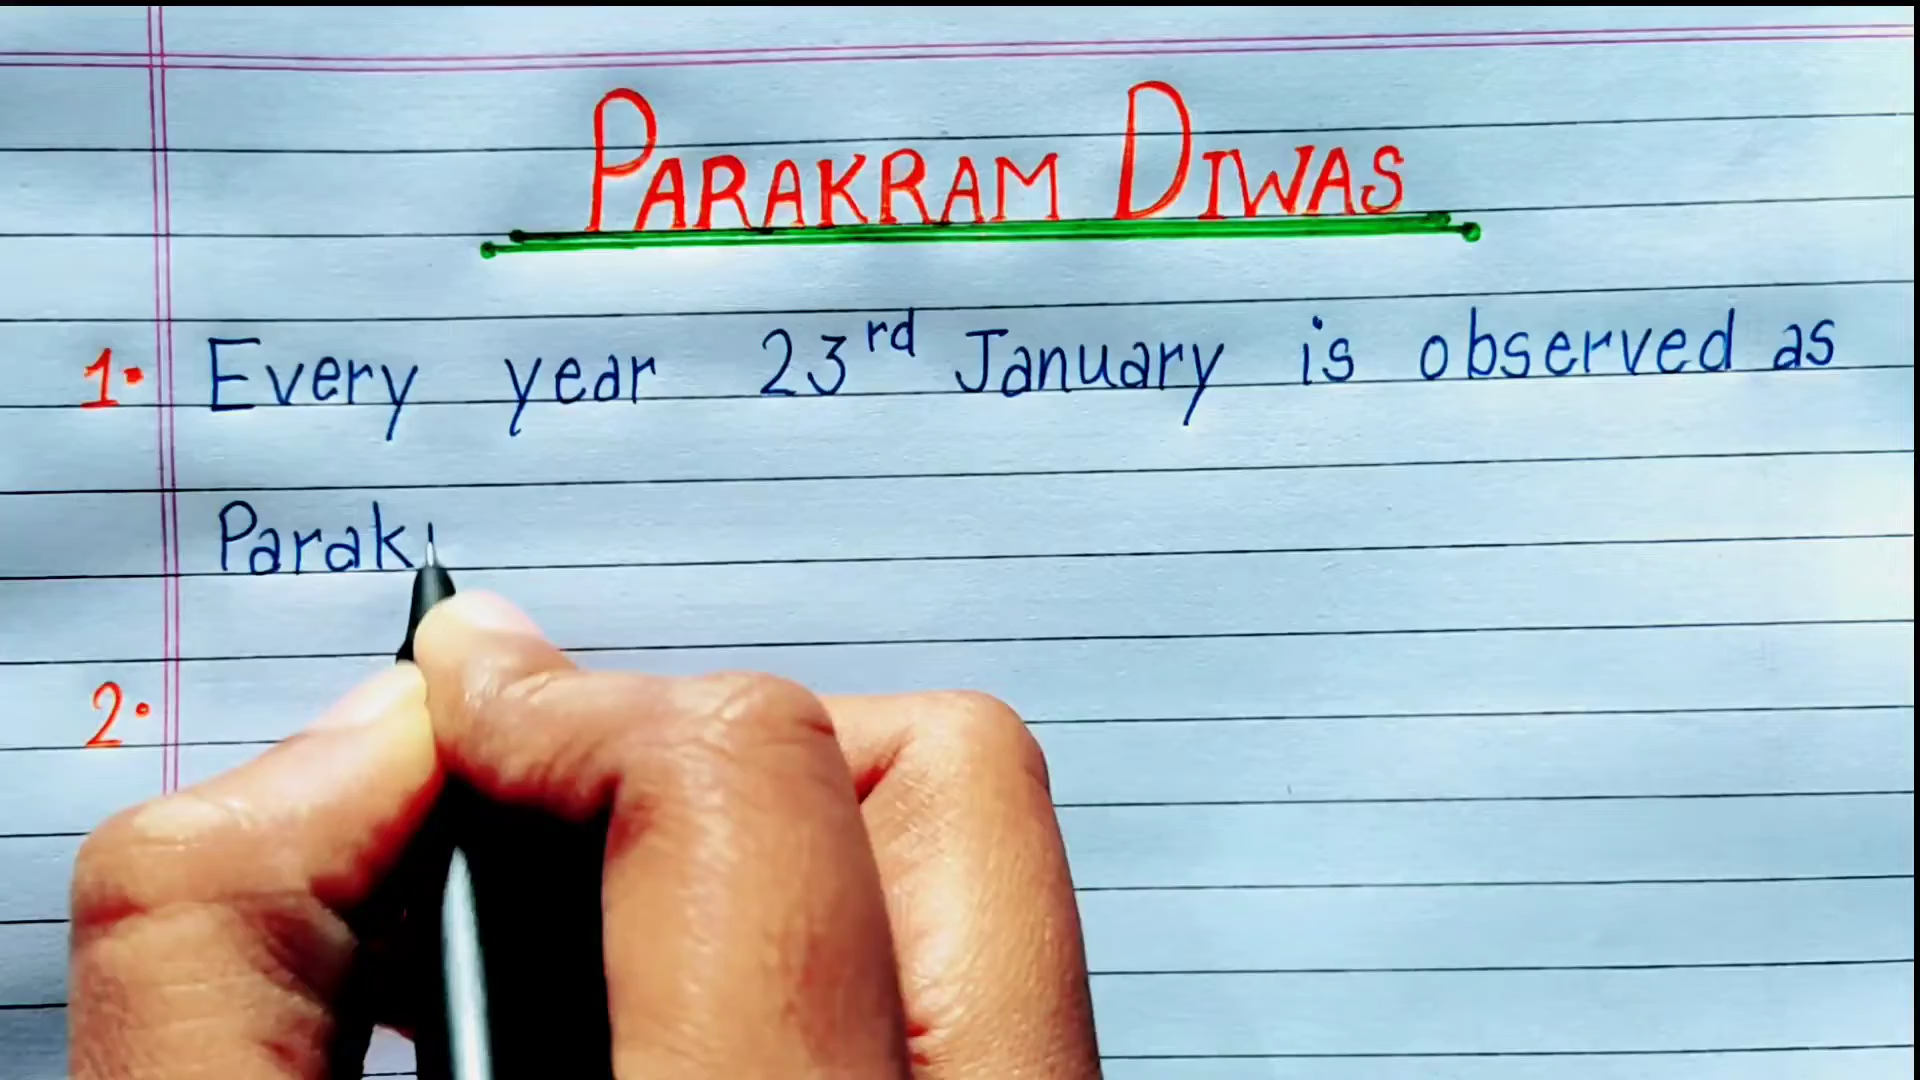 PARAKRAM DIWAS
1. Every year 23rd January is observed as
Parak
2.